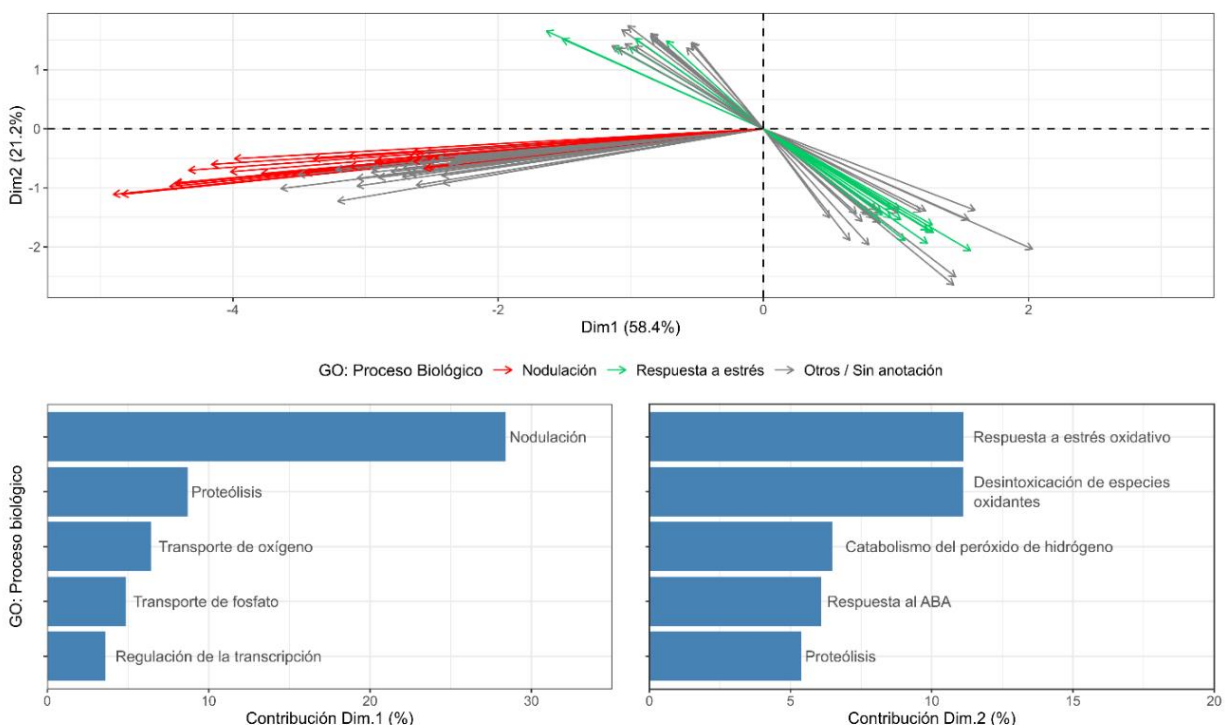 Dim2 (21.2%)
1
0
-1
-2
-4
-2
0
2
Dim1 (58.4%)
GO: Proceso Biológico
Nodulación
Respuesta a estrés
Otros / Sin anotación
GO: Proceso biológico
Nodulación
Proteólisis
Transporte de oxígeno
Transporte de fosfato
Regulación de la transcripción
0
10
20
30
Contribución Dim.1 (%)
Respuesta a estrés oxidativo
Desintoxicación de especies
oxidantes
Catabolismo del peróxido de hidrógeno
Respuesta al ABA
Proteólisis
0
5
10
15
20
Contribución Dim.2 (%)